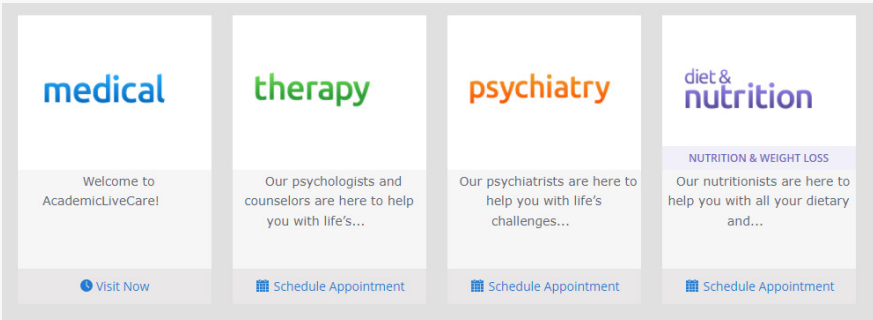 medical
Welcome to
AcademicLiveCare!
Visit Now
therapy
Our psychologists and
counselors are here to help
you with life's...
Schedule Appointment
psychiatry
Our psychiatrists are here to
help you with life's
challenges...
Schedule Appointment
diet &
nutrition
NUTRITION & WEIGHT LOSS
Our nutritionists are here to
help you with all your dietary
and...
Schedule Appointment